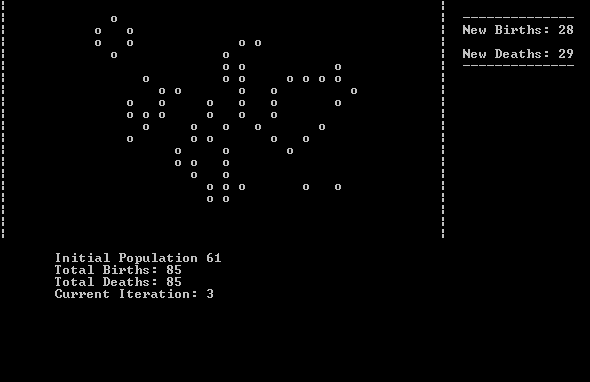 New Births: 28
New Deaths: 29
Initial Population 61
Total Births: 85
Total Deaths: 85
Current Iteration: 3